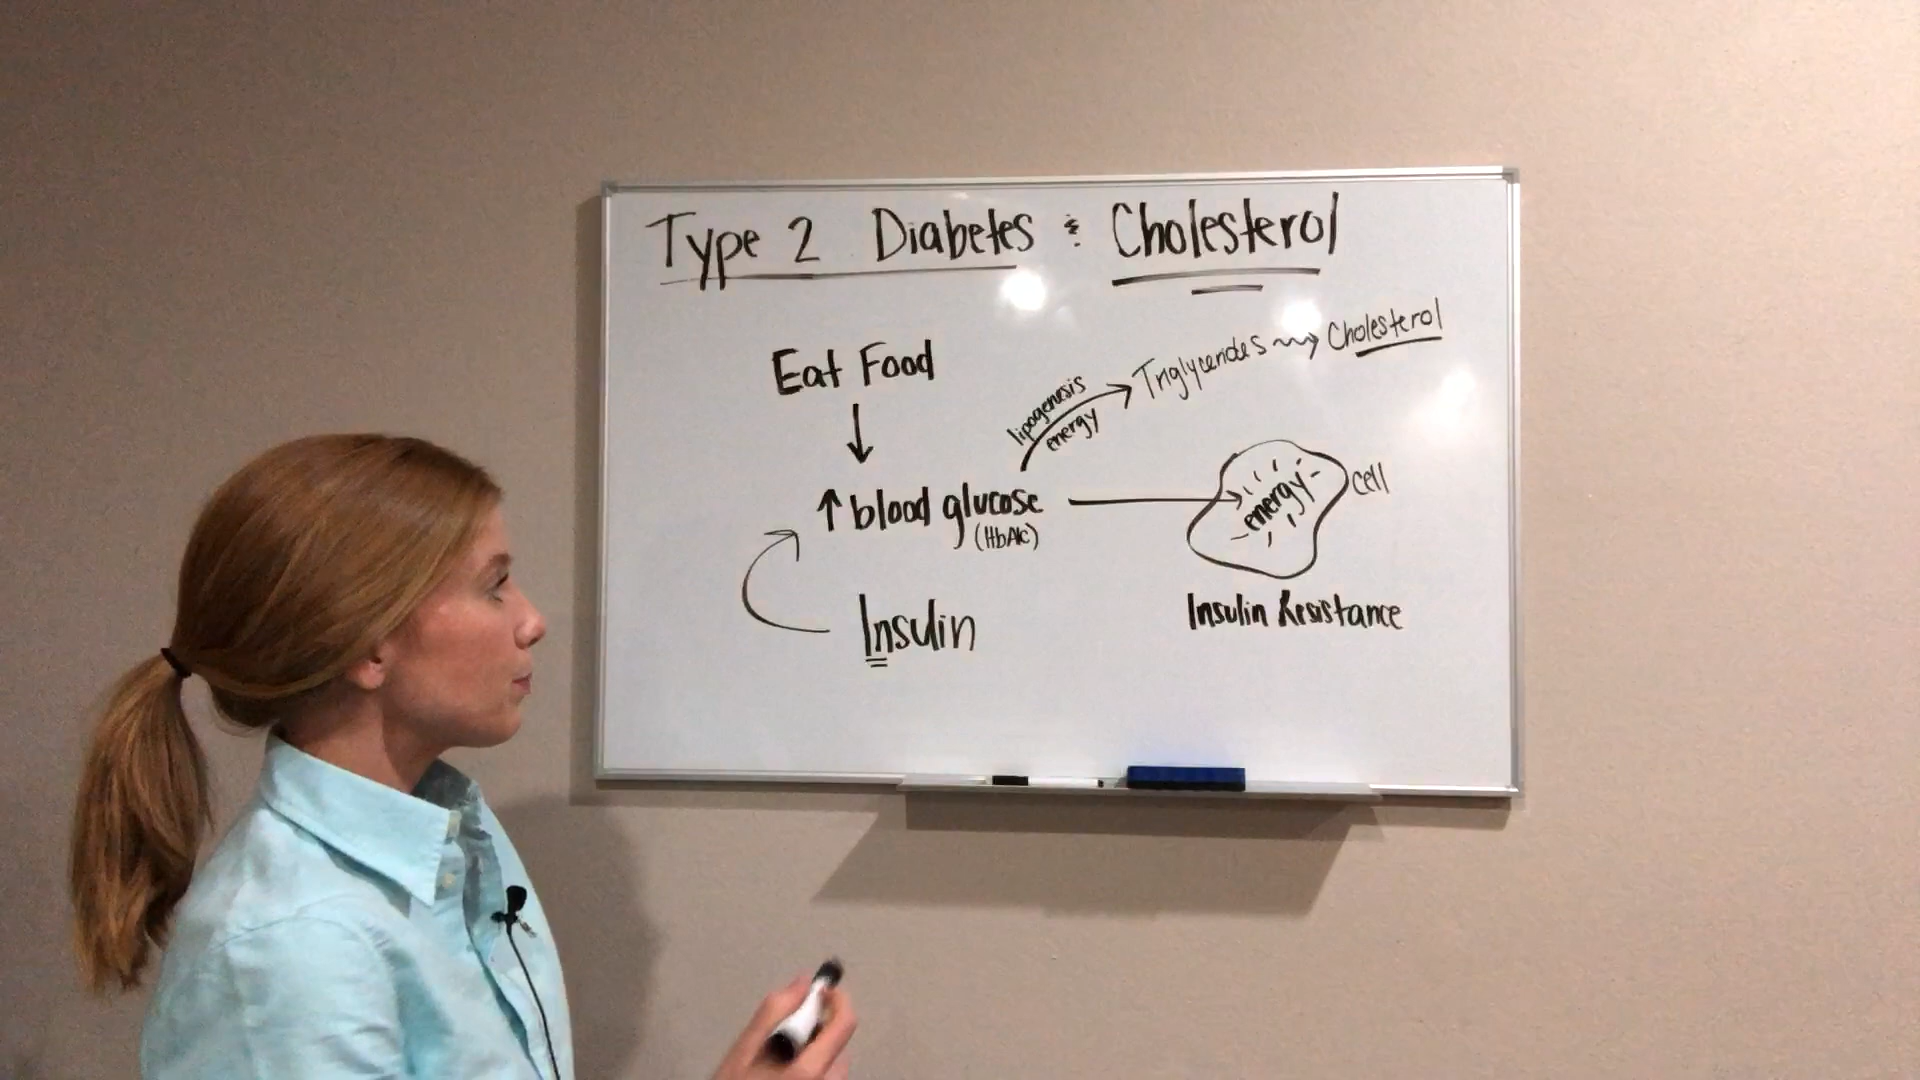 Type 2 Diabetes & Cholesterol
Eat Food
↑ blood glucose
(HbA1c)
Insulin
lipogenesis
energy
Triglycerides
Cholesterol
energy
cell
Insulin Resistance